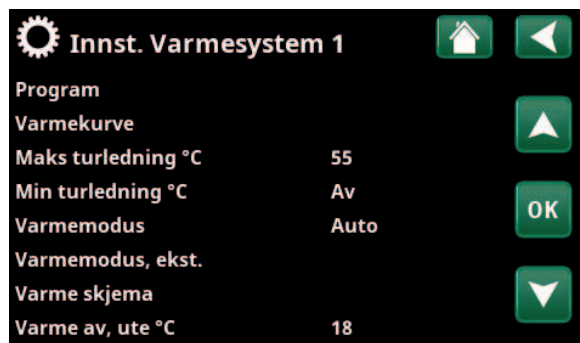 Innst. Varmesystem 1
Program
Varmekurve
Maks turledning °C 55
Min turledning °C Av
Varmemodus Auto
OK
Varmemodus, ekst.
Varme skjema
Varme av, ute °C 18